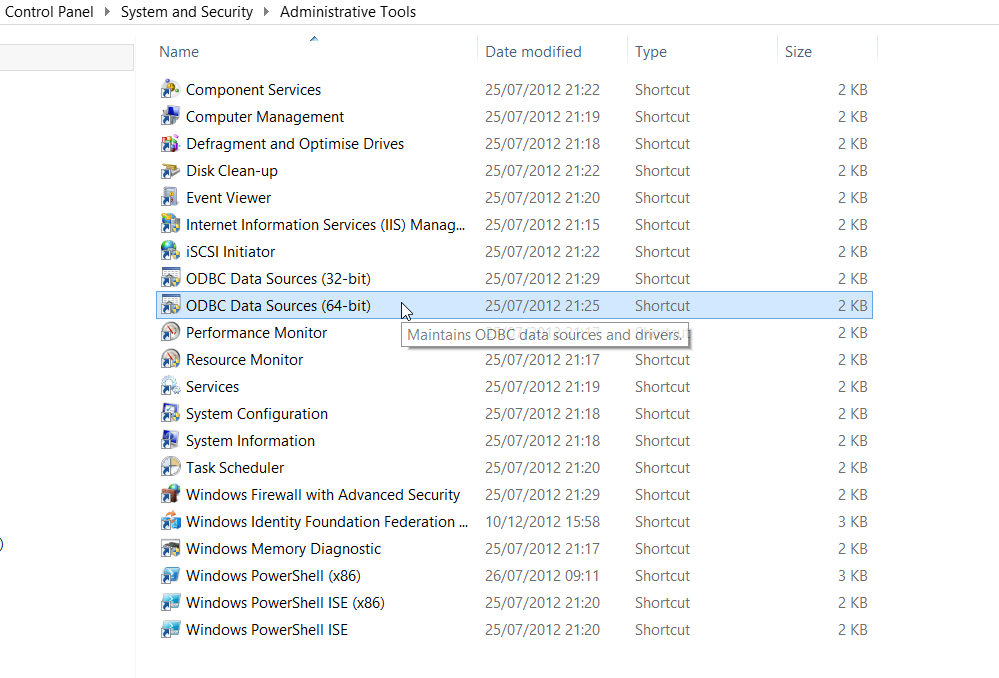 Control Panel System and Security Administrative Tools
Name Date modified Type Size
Component Services 25/07/2012 21:22 Shortcut 2 KB
Computer Management 25/07/2012 21:19 Shortcut 2 KB
Defragment and Optimise Drives 25/07/2012 21:18 Shortcut 2 KB
Disk Clean-up 25/07/2012 21:22 Shortcut 2 KB
Event Viewer 25/07/2012 21:20 Shortcut 2 KB
Internet Information Services (IIS) Manag... 25/07/2012 21:15 Shortcut 2 KB
iSCSI Initiator 25/07/2012 21:22 Shortcut 2 KB
ODBC Data Sources (32-bit) 25/07/2012 21:29 Shortcut 2 KB
ODBC Data Sources (64-bit) 25/07/2012 21:25 Shortcut 2 KB
Performance Monitor 2 KB
Maintains ODBC data sources and drivers.
Resource Monitor 25/07/2012 21:17 Shortcut 2 KB
Services 25/07/2012 21:19 Shortcut 2 KB
System Configuration 25/07/2012 21:18 Shortcut 2 KB
System Information 25/07/2012 21:18 Shortcut 2 KB
Task Scheduler 25/07/2012 21:20 Shortcut 2 KB
Windows Firewall with Advanced Security 25/07/2012 21:29 Shortcut 2 KB
Windows Identity Foundation Federation ... 10/12/2012 15:58 Shortcut 3 KB
Windows Memory Diagnostic 25/07/2012 21:17 Shortcut 2 KB
Windows PowerShell (x86) 26/07/2012 09:11 Shortcut 3 KB
Windows PowerShell ISE (x86) 25/07/2012 21:20 Shortcut 2 KB
Windows PowerShell ISE 25/07/2012 21:20 Shortcut 2 KB